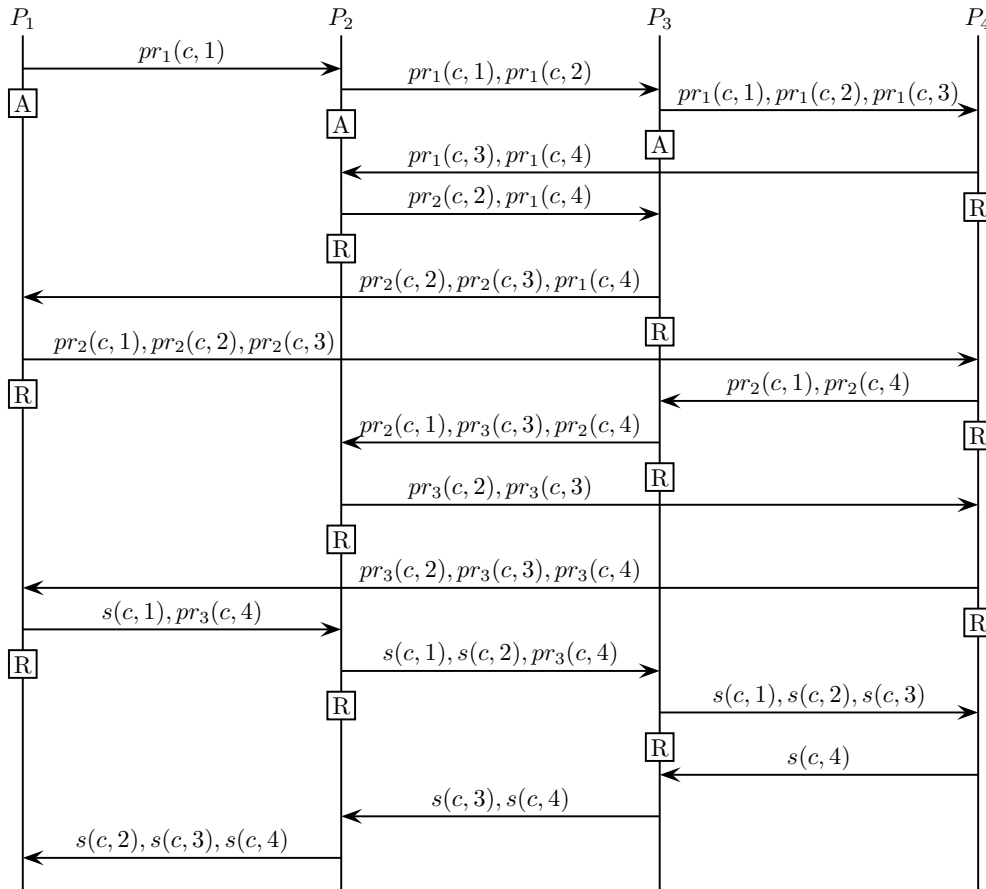 P₁ P₂ P₃ P₄
pr₁(c, 1)
pr₁(c, 1), pr₁(c, 2)
pr₁(c, 1), pr₁(c, 2), pr₁(c, 3)
A
A
A
pr₁(c, 3), pr₁(c, 4)
R
pr₂(c, 2), pr₁(c, 4)
R
pr₂(c, 2), pr₂(c, 3), pr₁(c, 4)
R
pr₂(c, 1), pr₂(c, 2), pr₂(c, 3)
R
pr₂(c, 1), pr₂(c, 4)
R
pr₂(c, 1), pr₃(c, 3), pr₂(c, 4)
R
pr₃(c, 2), pr₃(c, 3)
R
pr₃(c, 2), pr₃(c, 3), pr₃(c, 4)
R
s(c, 1), pr₃(c, 4)
R
s(c, 1), s(c, 2), pr₃(c, 4)
R
s(c, 1), s(c, 2), s(c, 3)
R
s(c, 4)
s(c, 3), s(c, 4)
s(c, 2), s(c, 3), s(c, 4)